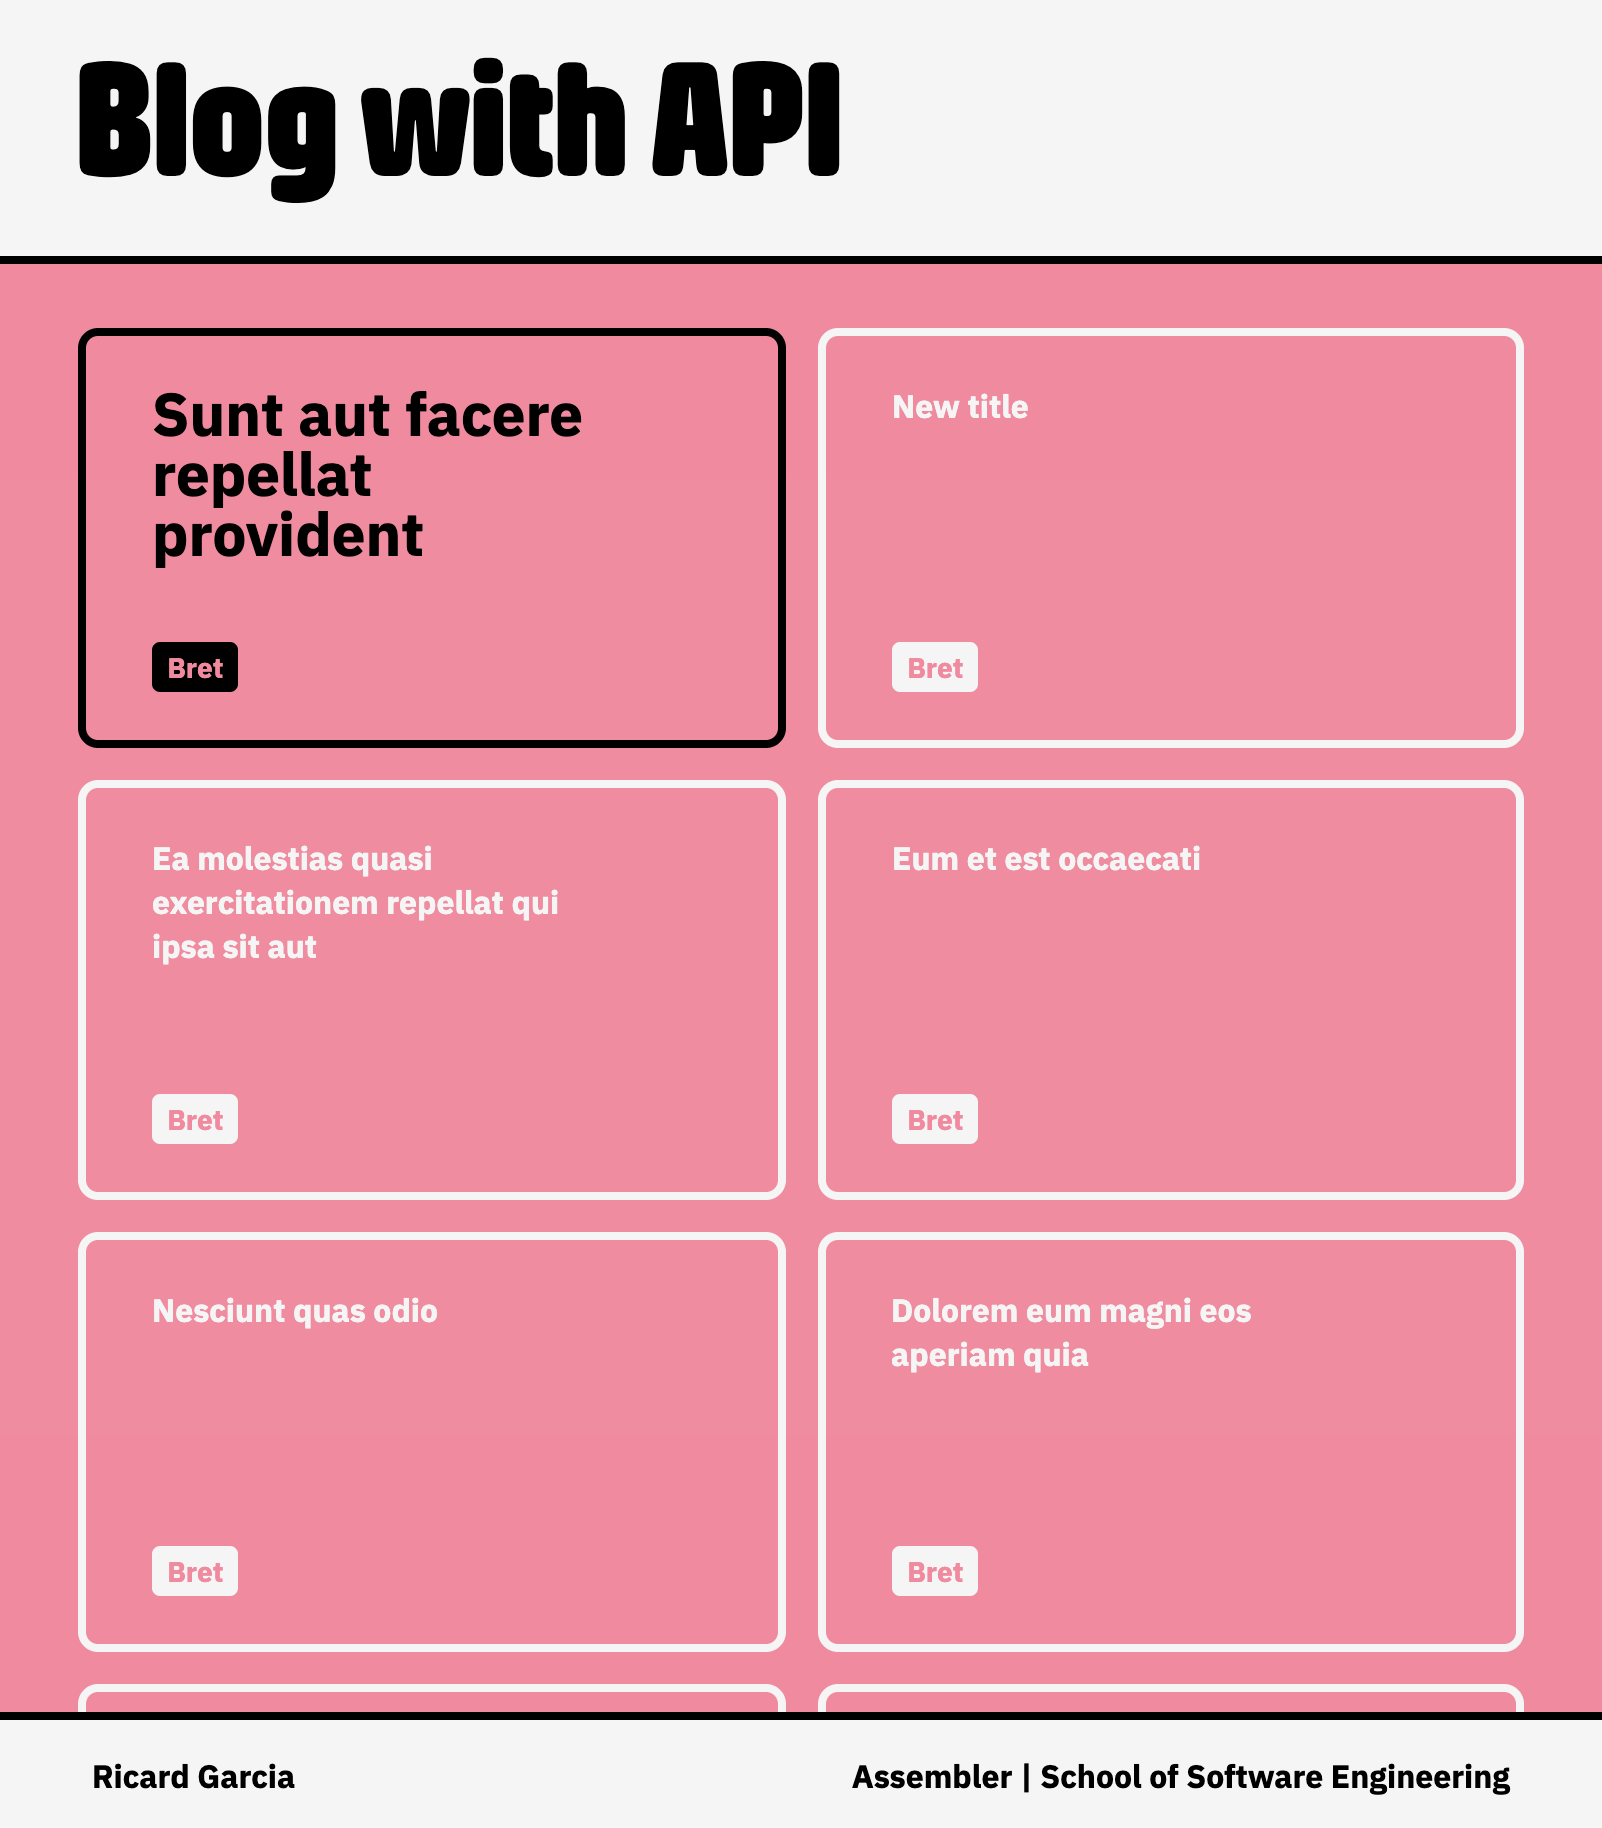 Blog with API
Sunt aut facere
repellat
provident
Bret
New title
Bret
Ea molestias quasi
exercitationem repellat qui
ipsa sit aut
Bret
Eum et est occaecati
Bret
Nesciunt quas odio
Bret
Dolorem eum magni eos
aperiam quia
Bret
Ricard Garcia
Assembler | School of Software Engineering